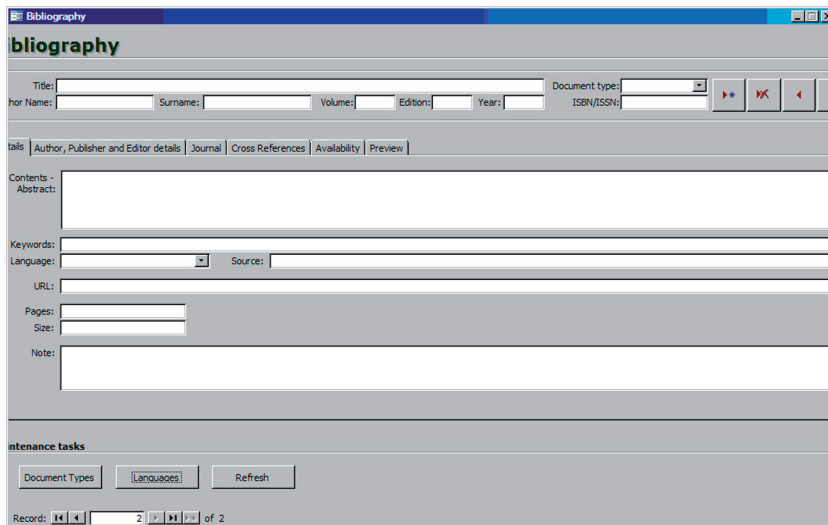 Bibliography
ibliography
Title: Document type:
hor Name: Surname: Volume: Edition: Year: ISBN/ISSN:
tails Author, Publisher and Editor details Journal Cross References Availability Preview
Contents -
Abstract:
Keywords:
Language: Source:
URL:
Pages:
Size:
Note:
intenance tasks
Document Types Languages Refresh
Record: 2 of 2